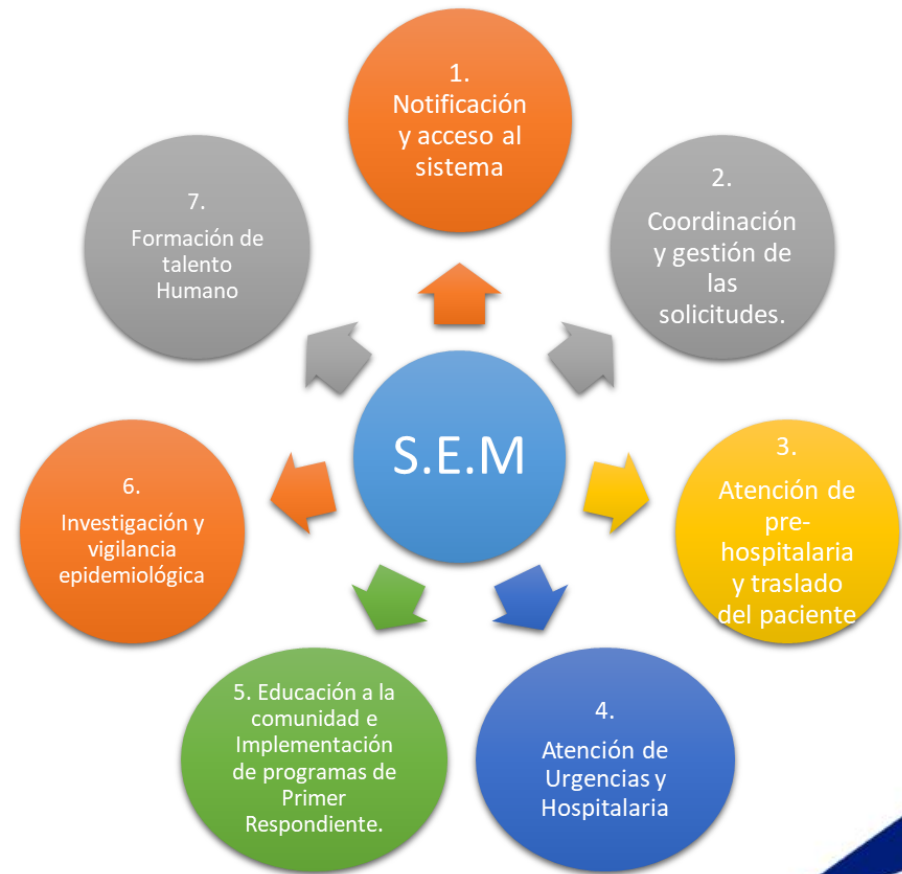 1.
Notificación
y acceso al
sistema
2.
Coordinación
y gestión de
las
solicitudes.
3.
Atención de
pre-
hospitalaria
y traslado
del paciente
4.
Atención de
Urgencias y
Hospitalaria
5. Educación a la
comunidad e
Implementación
de programas de
Primer
Respondiente.
6.
Investigación y
vigilancia
epidemiológica
7.
Formación de
talento
Humano
S.E.M